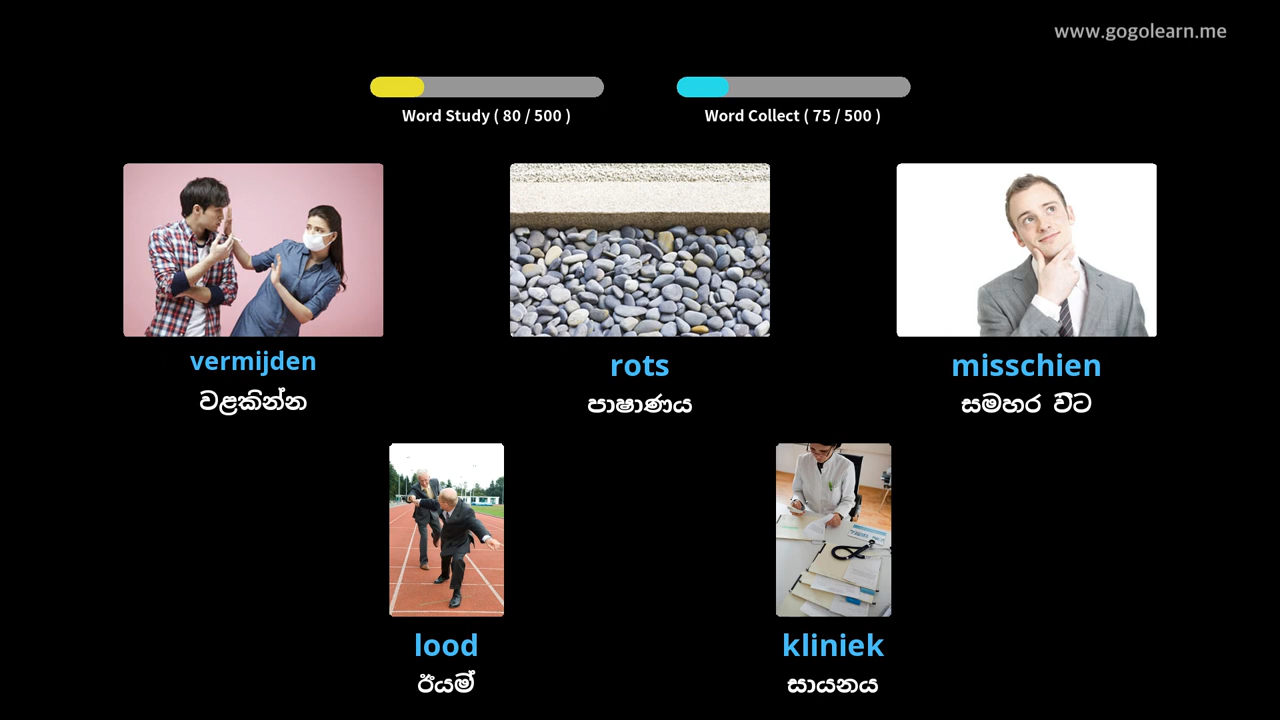 www.gogolearn.me
Word Study ( 80 / 500 )
Word Collect ( 75 / 500 )
vermijden
වළකින්න
rots
පාෂාණය
misschien
සමහර විට
lood
ඊයම්
kliniek
සායනය